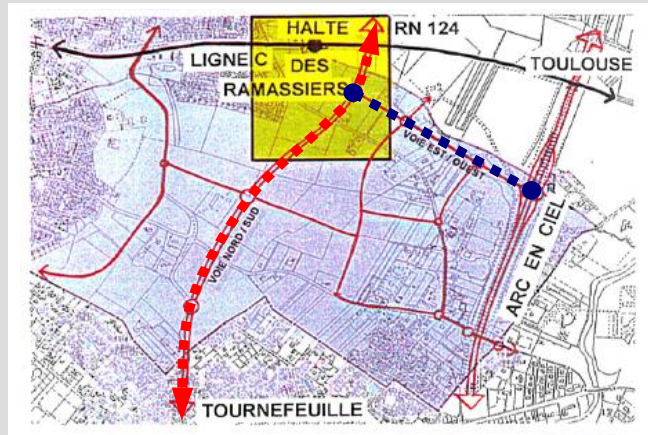 HALTE
RN 124
LIGNE C
DES
TOULOUSE
RAMASSIERS
VOIE EST / OUEST
VOIE NORD / SUD
ARC EN CIEL
TOURNEFEUILLE